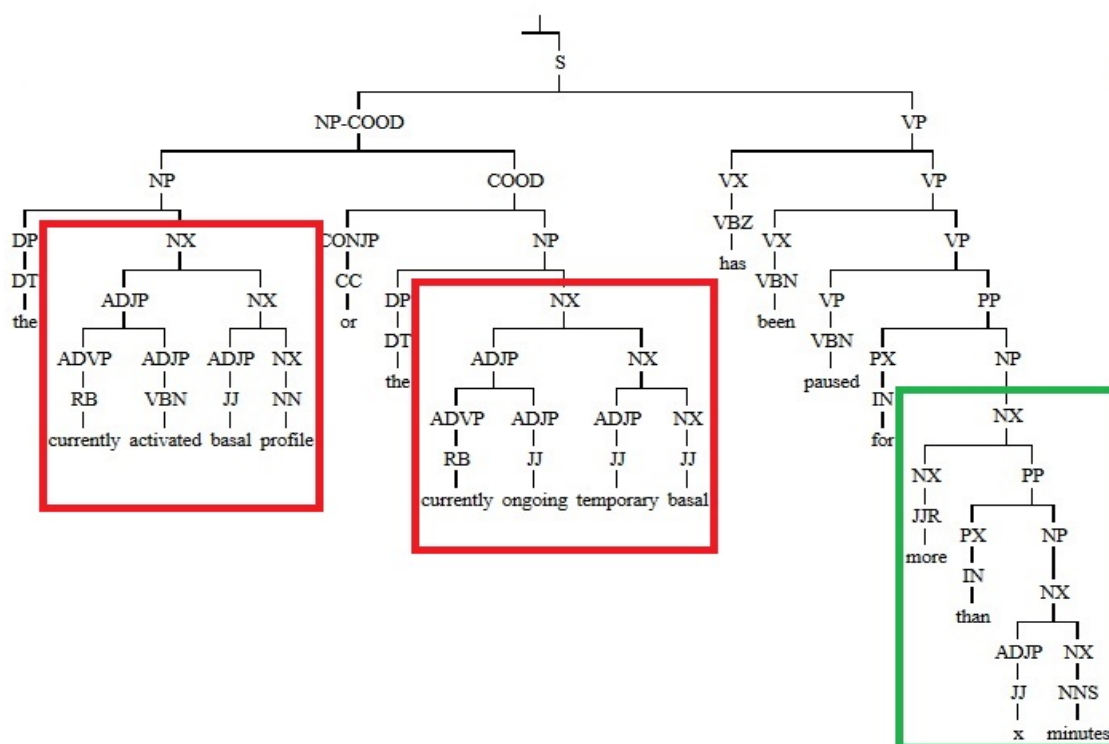 S
NP-COOD VP
NP COOD VX VP
DP NX CONJP NP VBZ VX VP
DT ADJP NX CC DP NX has VBN VP PP
the or been
ADVP ADJP ADJP NX DT ADJP NX VBN PX NP
RB VBN JJ NN the paused IN NX
currently activated basal profile ADVP ADJP ADJP NX for
RB JJ JJ JJ NX PP
currently ongoing temporary basal JJR
more PX NP
IN
than NX
ADJP NX
JJ NNS
x minutes